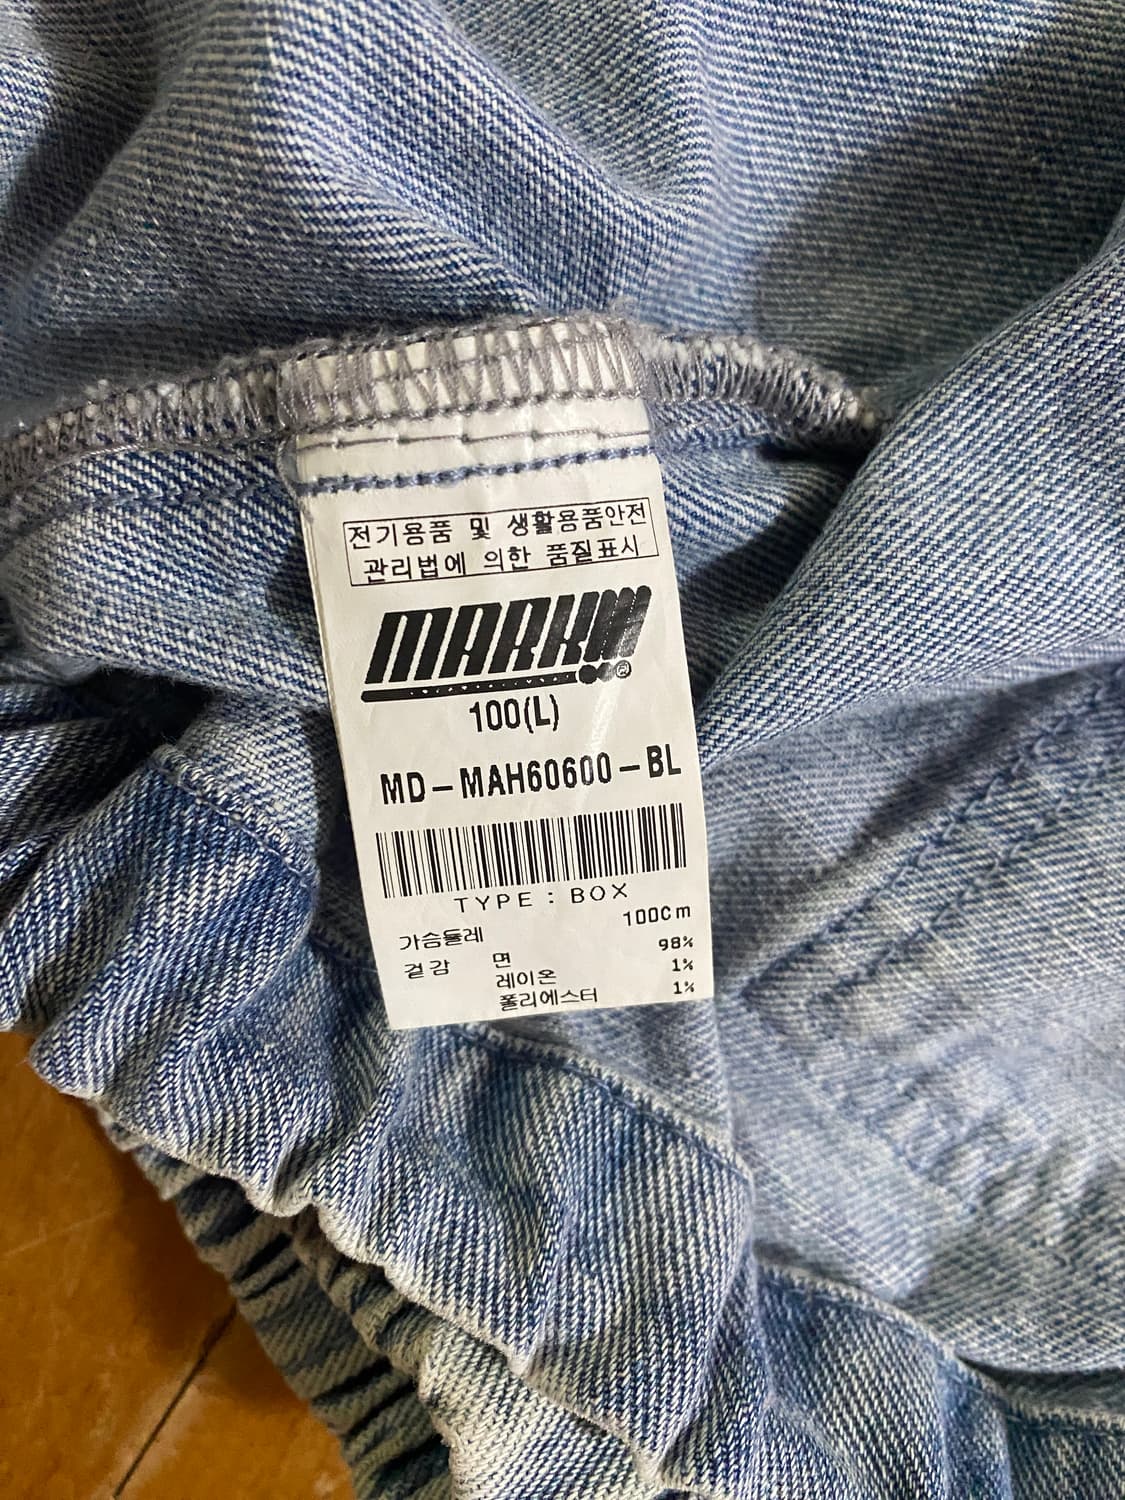 전기용품 및 생활용품안전
관리법에 의한 품질표시
MARKM
®
100(L)
MD-MAH60600-BL
TYPE : BOX
가슴둘레 100Cm
겉감 면 98%
레이온 1%
폴리에스터 1%